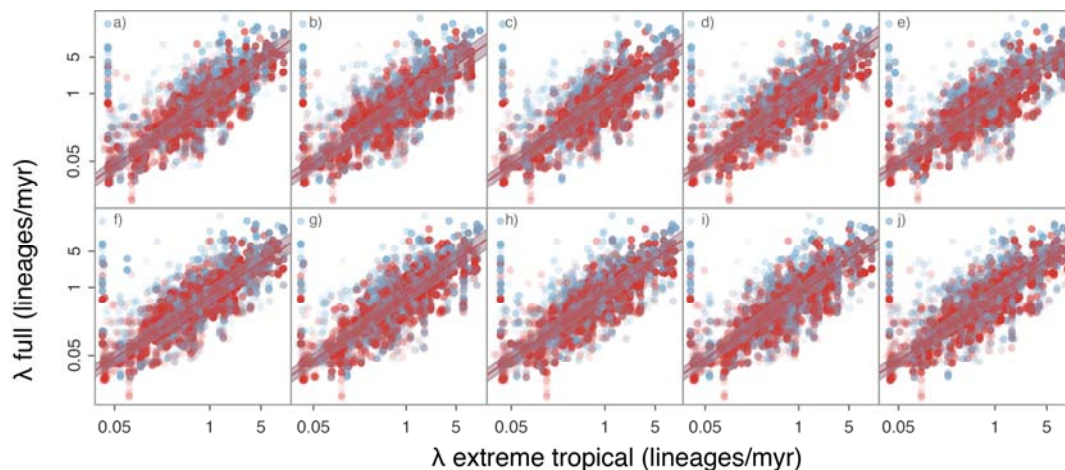 a) b) c) d) e)
5
1
0.05
f) g) h) i) j)
5
1
0.05
λ full (lineages/myr)
0.05 1 5 0.05 1 5 0.05 1 5 0.05 1 5 0.05 1 5
λ extreme tropical (lineages/myr)